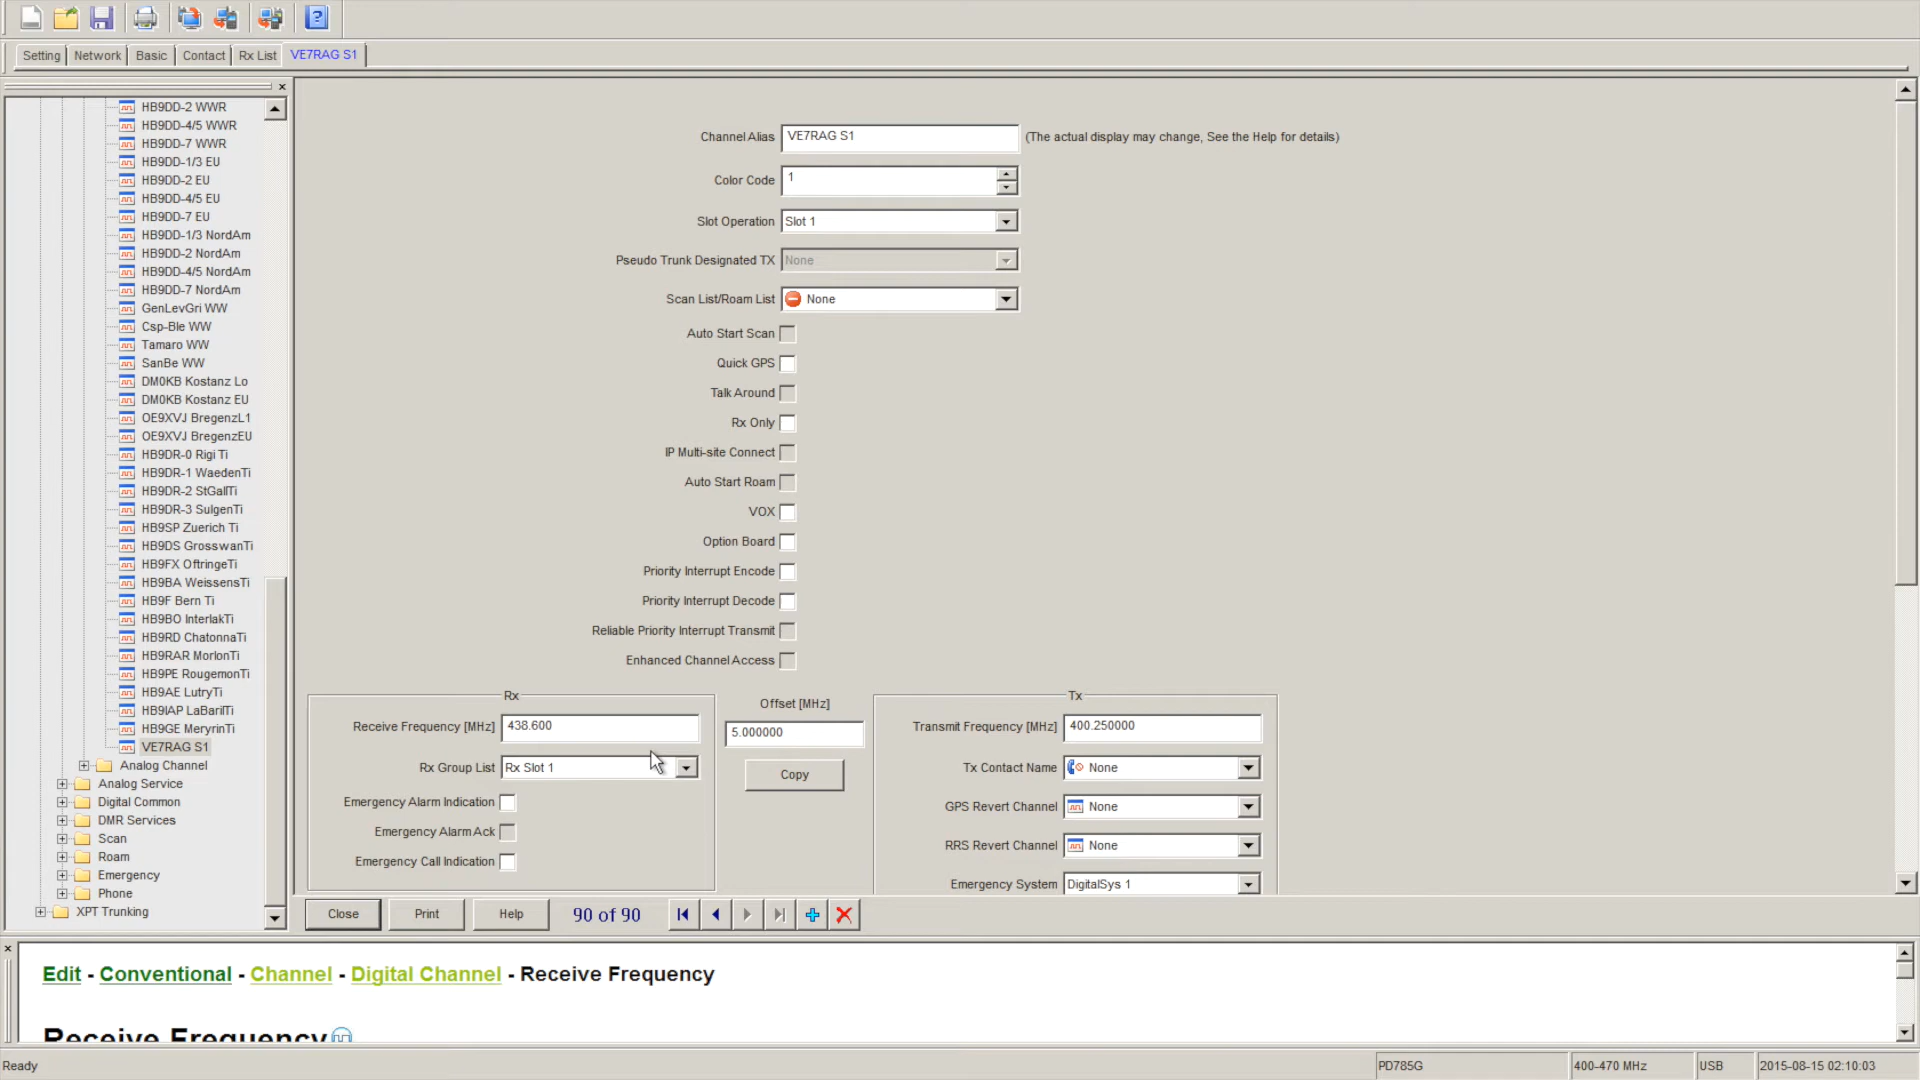 Setting Network Basic Contact Rx List VE7RAG S1
HB9DD-2 WWR
HB9DD-4/5 WWR
HB9DD-7 WWR
HB9DD-1/3 EU
HB9DD-2 EU
HB9DD-4/5 EU
HB9DD-7 EU
HB9DD-1/3 NordAm
HB9DD-2 NordAm
HB9DD-4/5 NordAm
HB9DD-7 NordAm
GenLevGri WW
Csp-Ble WW
Tamaro WW
SanBe WW
DM0KB Kostanz Lo
DM0KB Kostanz EU
OE9XVJ BregenzL1
OE9XVJ BregenzEU
HB9DR-0 Rigi Ti
HB9DR-1 WaedenTi
HB9DR-2 StGallTi
HB9DR-3 SulgenTi
HB9SP Zuerich Ti
HB9DS GrosswanTi
HB9FX OftringeTi
HB9BA WeissensTi
HB9F Bern Ti
HB9BO InterlakTi
HB9RD ChatonnaTi
HB9RAR MorlonTi
HB9PE RougemonTi
HB9AE LutryTi
HB9IAP LaBarilTi
HB9GE MeryrinTi
VE7RAG S1
Analog Channel
Analog Service
Digital Common
DMR Services
Scan
Roam
Emergency
Phone
XPT Trunking
Channel Alias VE7RAG S1 (The actual display may change, See the Help for details)
Color Code 1
Slot Operation Slot 1
Pseudo Trunk Designated TX None
Scan List/Roam List None
Auto Start Scan
Quick GPS
Talk Around
Rx Only
IP Multi-site Connect
Auto Start Roam
VOX
Option Board
Priority Interrupt Encode
Priority Interrupt Decode
Reliable Priority Interrupt Transmit
Enhanced Channel Access
Rx
Receive Frequency [MHz] 438.600
Rx Group List Rx Slot 1
Emergency Alarm Indication
Emergency Alarm Ack
Emergency Call Indication
Offset [MHz]
5.000000
Copy
Tx
Transmit Frequency [MHz] 400.250000
Tx Contact Name None
GPS Revert Channel None
RRS Revert Channel None
Emergency System DigitalSys 1
Close Print Help 90 of 90
Edit - Conventional - Channel - Digital Channel - Receive Frequency
Receive Frequency
Ready PD785G 400-470 MHz USB 2015-08-15 02:10:03